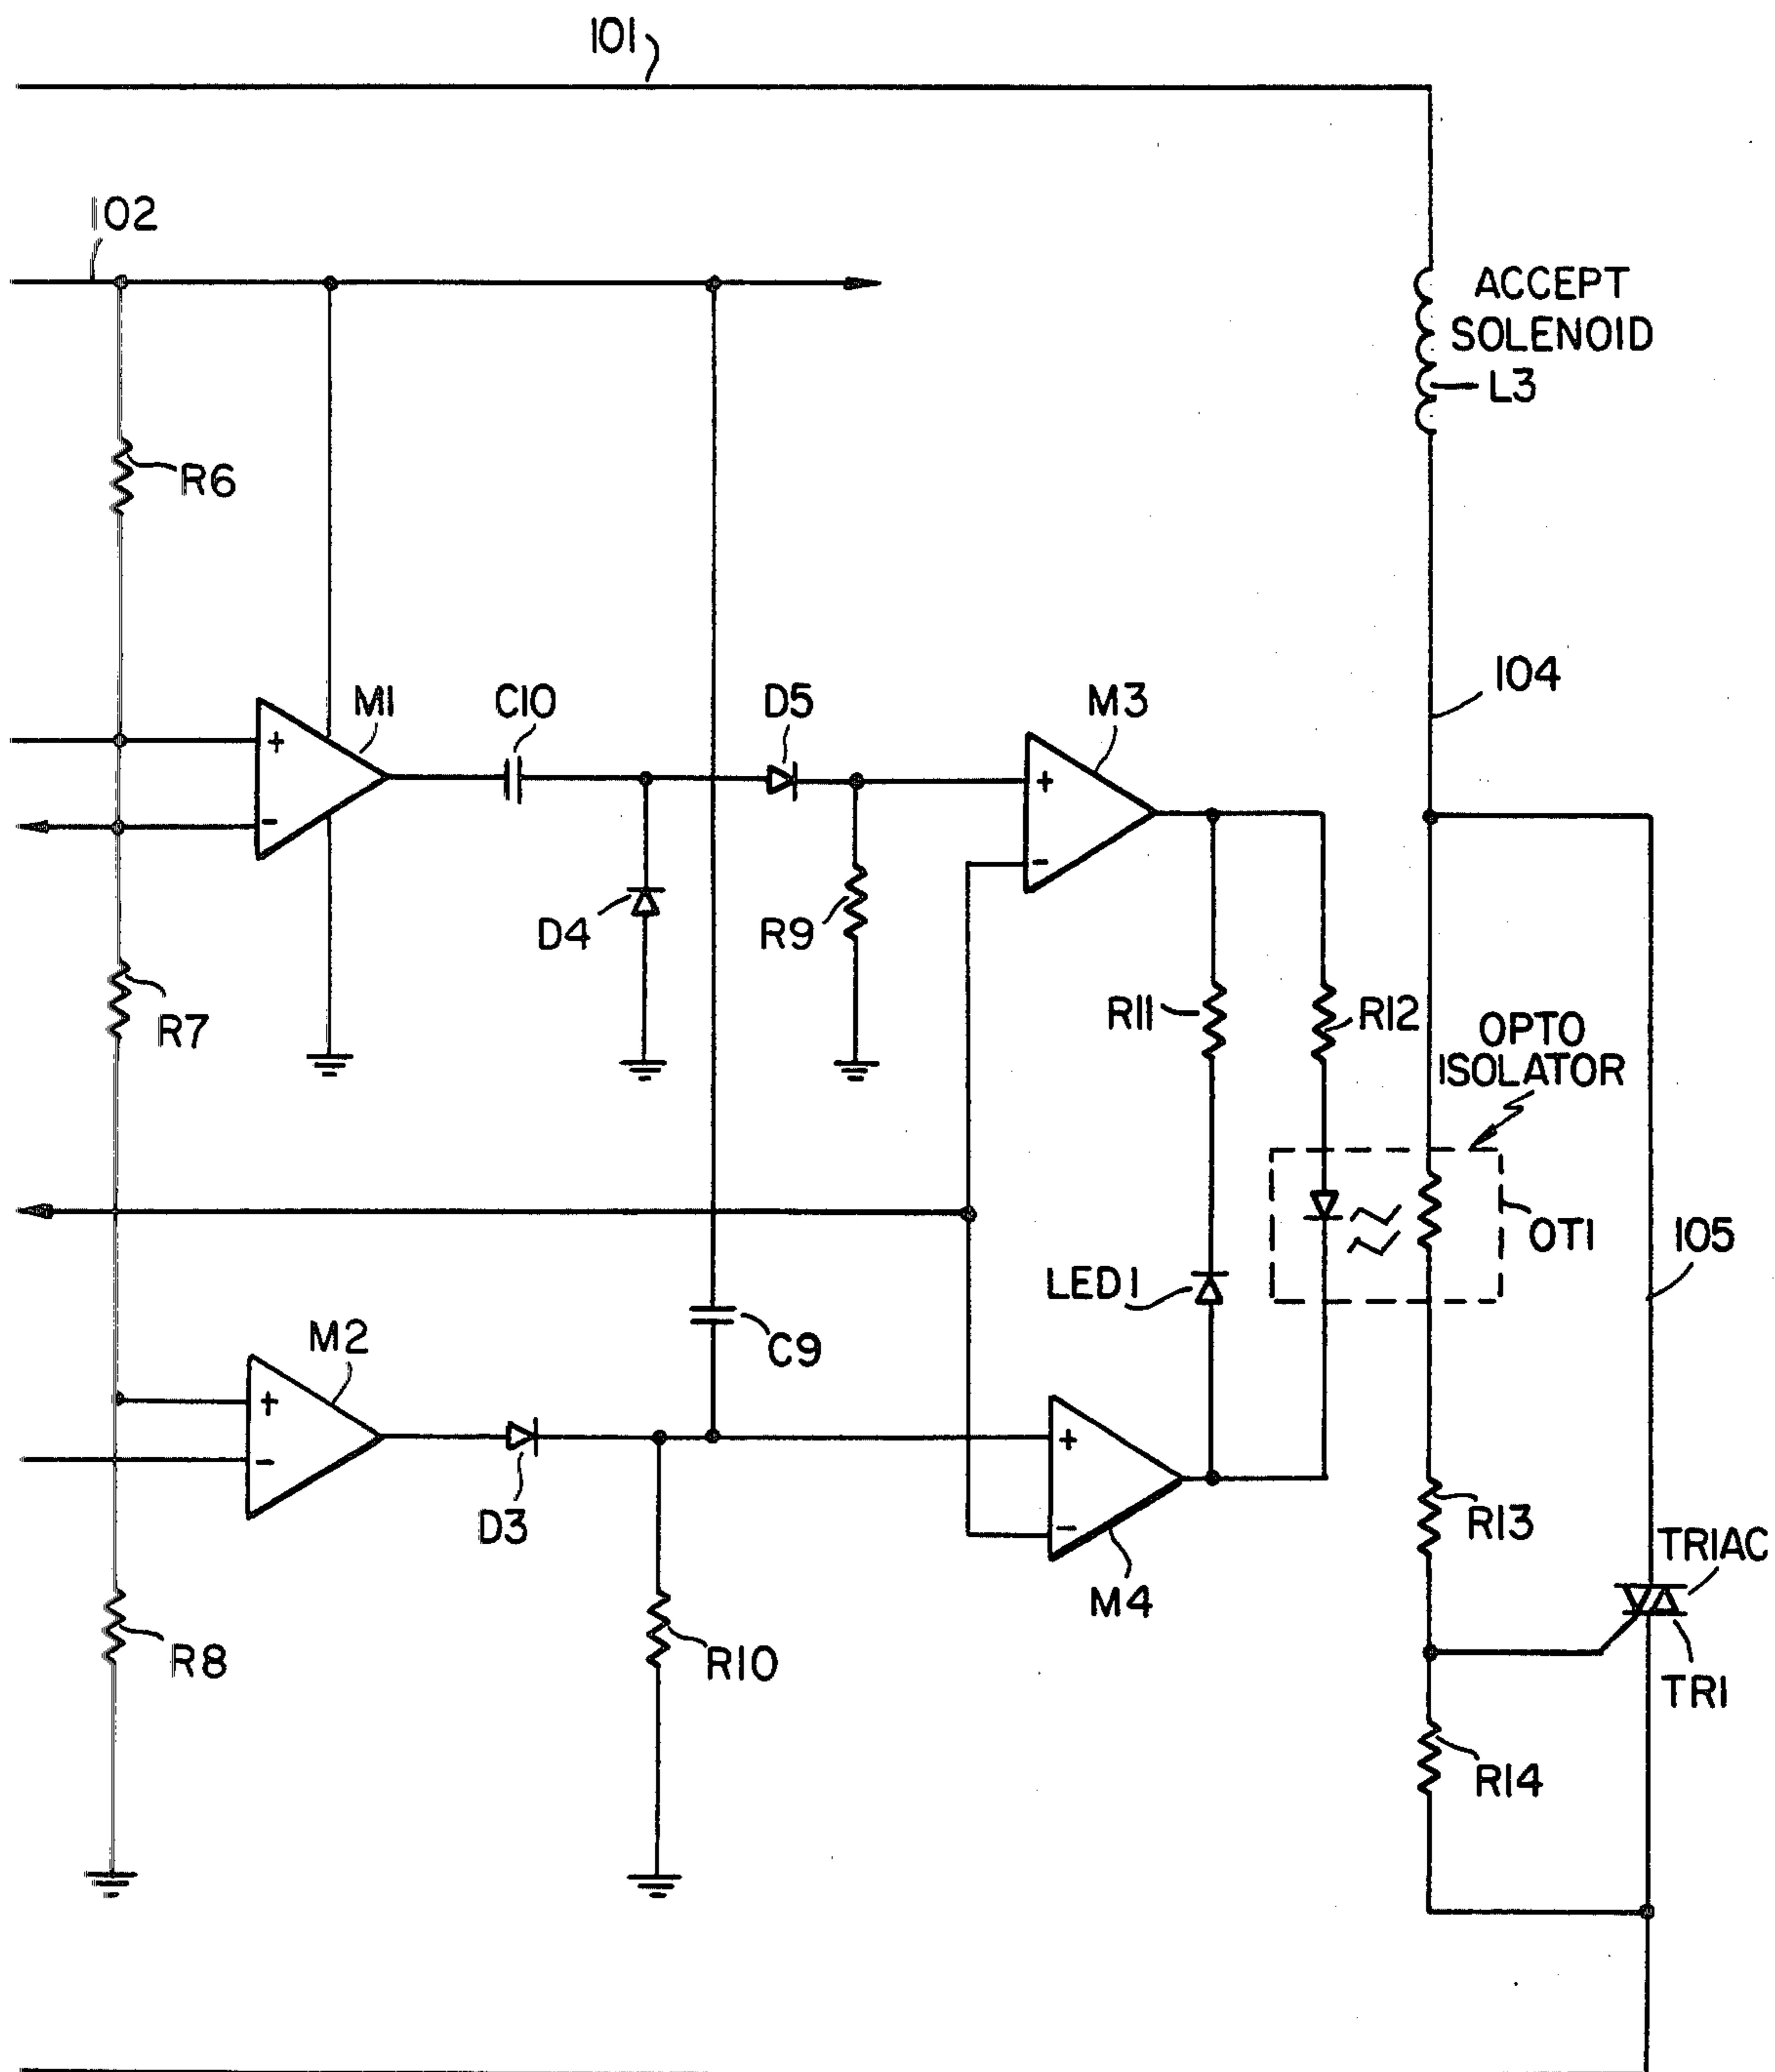 101
102
ACCEPT
SOLENOID
L3
R6
104
M1
C10
D5
M3
+
-
+
-
D4
R9
R7
R11
R12
OPTO
ISOLATOR
OT1
105
LED1
C9
M2
+
-
+
-
D3
R13
TRIAC
M4
R8
R10
TR1
R14